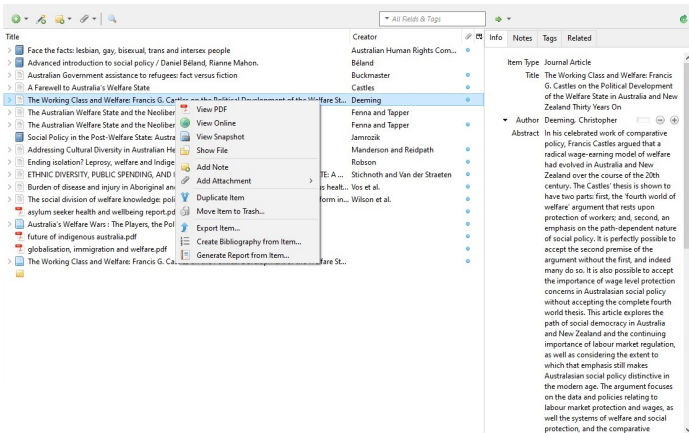 All Fields & Tags
Title
Creator
Face the facts: lesbian, gay, bisexual, trans and intersex people
Australian Human Rights Com...
Advanced introduction to social policy / Daniel Béland, Rianne Mahon.
Béland
Australian Government assistance to refugees: fact versus fiction
Buckmaster
A Farewell to Australia's Welfare State
Castles
The Working Class and Welfare: Francis G. Castles on the Political Development of the Welfare St...
Deeming
The Australian Welfare State and the Neoliber
Fenna and Tapper
The Australian Welfare State and the Neoliber
Fenna and Tapper
Social Policy in the Post-Welfare State: Austra
Jamrozik
Addressing Cultural Diversity in Australian He
Manderson and Reidpath
Ending isolation? Leprosy, welfare and Indige
Robson
ETHNIC DIVERSITY, PUBLIC SPENDING, AND
TE: A ...
Stichnoth and Van der Straeten
Burden of disease and injury in Aboriginal an
us healt...
Vos et al.
The social division of welfare knowledge: poli
form in...
Wilson et al.
asylum seeker health and wellbeing report.pd
Australia's Welfare Wars : The Players, the Pol
future of indigenous australia.pdf
globalisation, immigration and welfare.pdf
The Working Class and Welfare: Francis G. Ca
View PDF
View Online
View Snapshot
Show File
Add Note
Add Attachment
Duplicate Item
Move Item to Trash...
Export Item...
Create Bibliography from Item...
Generate Report from Item...
Info
Notes
Tags
Related
Item Type Journal Article
Title The Working Class and Welfare: Francis
G. Castles on the Political Development
of the Welfare State in Australia and New
Zealand Thirty Years On
Author Deeming, Christopher
Abstract In his celebrated work of comparative
policy, Francis Castles argued that a
radical wage-earning model of welfare
had evolved in Australia and New
Zealand over the course of the 20th
century. The Castles' thesis is shown to
have two parts: first, the 'fourth world of
welfare' argument that rests upon
protection of workers; and, second, an
emphasis on the path-dependent nature
of social policy. It is perfectly possible to
accept the second premise of the
argument without the first, and indeed
many do so. It is also possible to accept
the importance of wage level protection
concerns in Australasian social policy
without accepting the complete fourth
world thesis. This article explores the
path of social democracy in Australia
and New Zealand and the continuing
importance of labour market regulation,
as well as considering the extent to
which that emphasis still makes
Australasian social policy distinctive in
the modern age. The argument focuses
on the data and policies relating to
labour market protection and wages, as
well the systems of welfare and social
protection, and the comparative